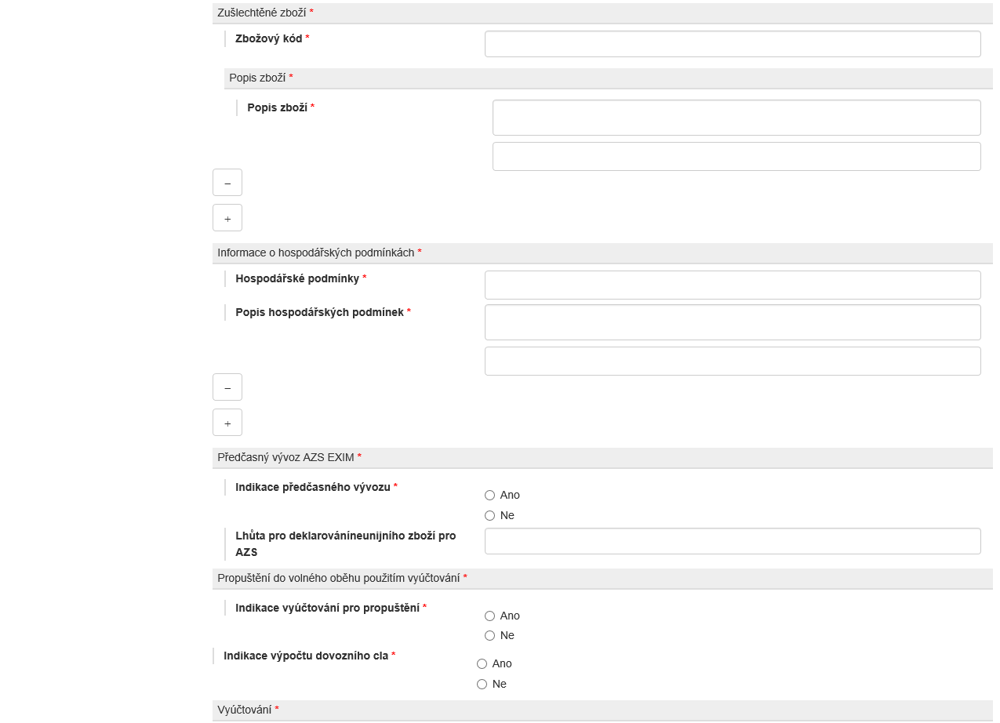 Zušlechtěné zboží *
Zbožový kód *
Popis zboží *
Popis zboží *
–
+
Informace o hospodářských podmínkách *
Hospodářské podmínky *
Popis hospodářských podmínek *
–
+
Předčasný vývoz AZS EXIM *
Indikace předčasného vývozu *
Ano
Ne
Lhůta pro deklarováníneunijního zboží pro
AZS
Propuštění do volného oběhu použitím vyúčtování *
Indikace vyúčtování pro propuštění *
Ano
Ne
Indikace výpočtu dovozního cla *
Ano
Ne
Vyúčtování *